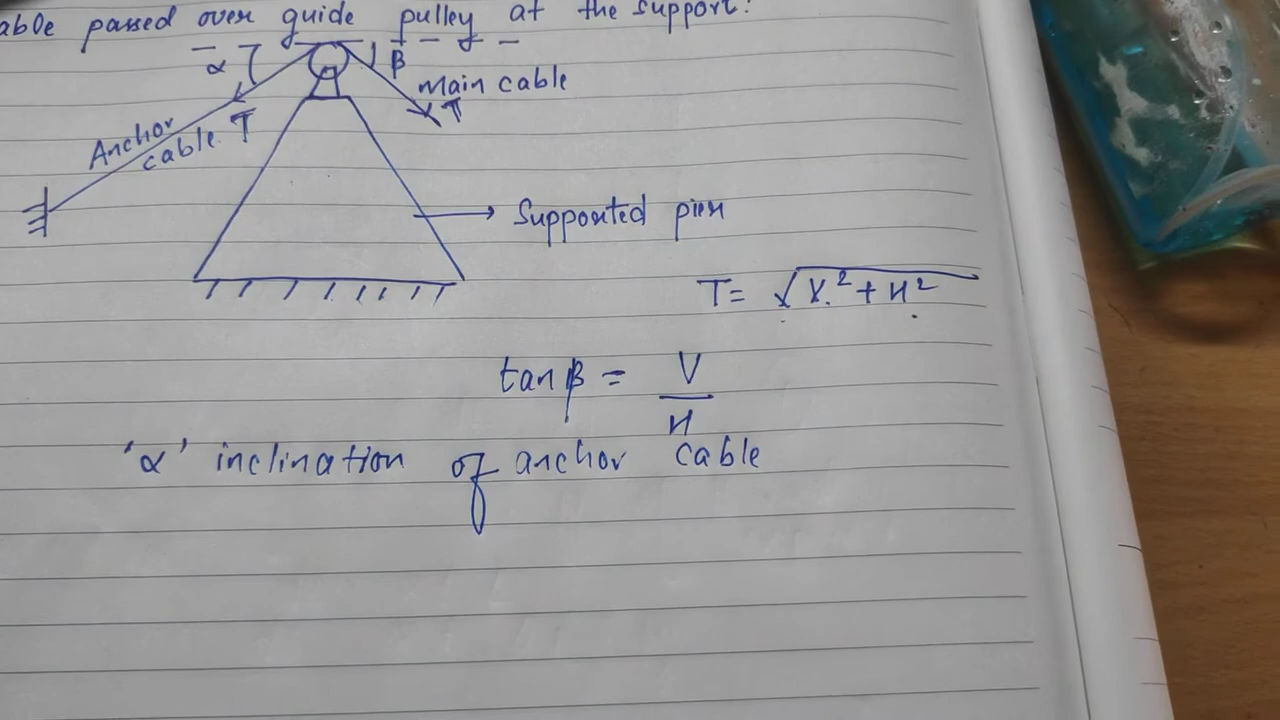 able passed over guide pulley at the support:
α β
main cable
T
Anchor
cable T
Supported pier
T = √V² + H²
tan β = V
H
'α' inclination of anchor cable